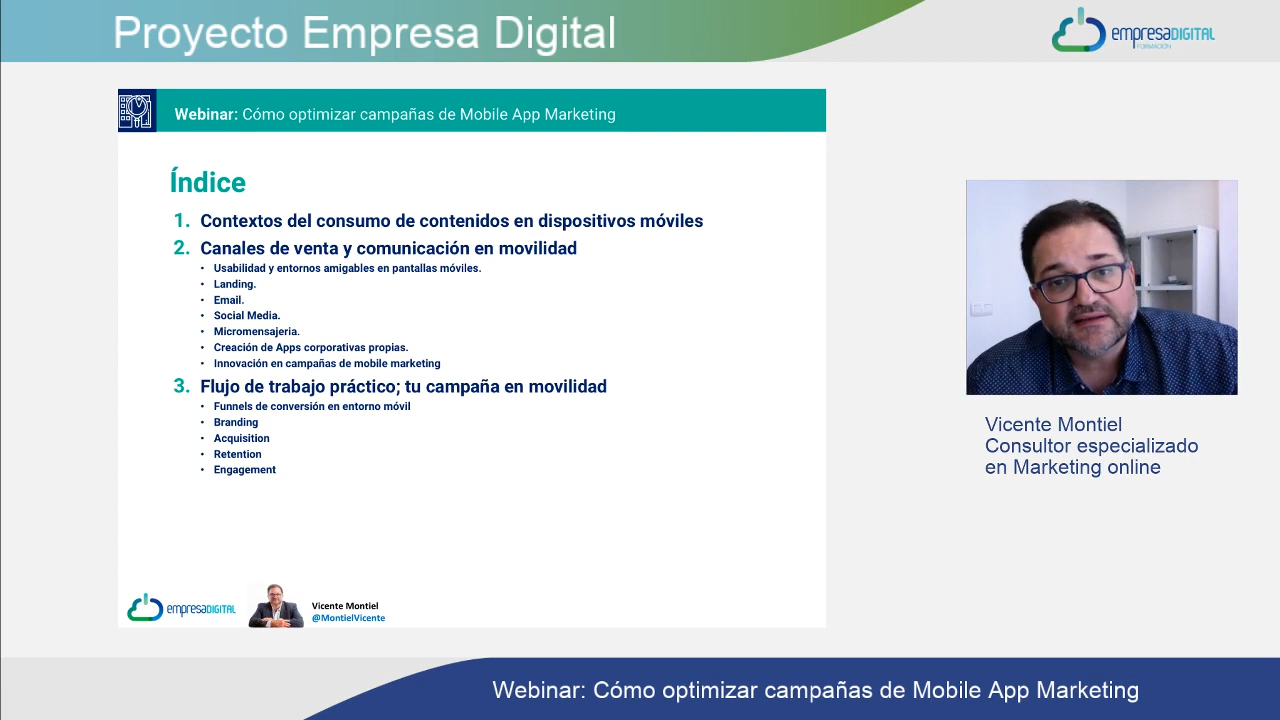 Proyecto Empresa Digital
empresaDIGITAL
FORMACIÓN
Webinar: Cómo optimizar campañas de Mobile App Marketing
Índice
1. Contextos del consumo de contenidos en dispositivos móviles
2. Canales de venta y comunicación en movilidad
• Usabilidad y entornos amigables en pantallas móviles.
• Landing.
• Email.
• Social Media.
• Micromensajeria.
• Creación de Apps corporativas propias.
• Innovación en campañas de mobile marketing
3. Flujo de trabajo práctico; tu campaña en movilidad
• Funnels de conversión en entorno móvil
• Branding
• Acquisition
• Retention
• Engagement
empresaDIGITAL
Vicente Montiel
@MontielVicente
Vicente Montiel
Consultor especializado
en Marketing online
Webinar: Cómo optimizar campañas de Mobile App Marketing